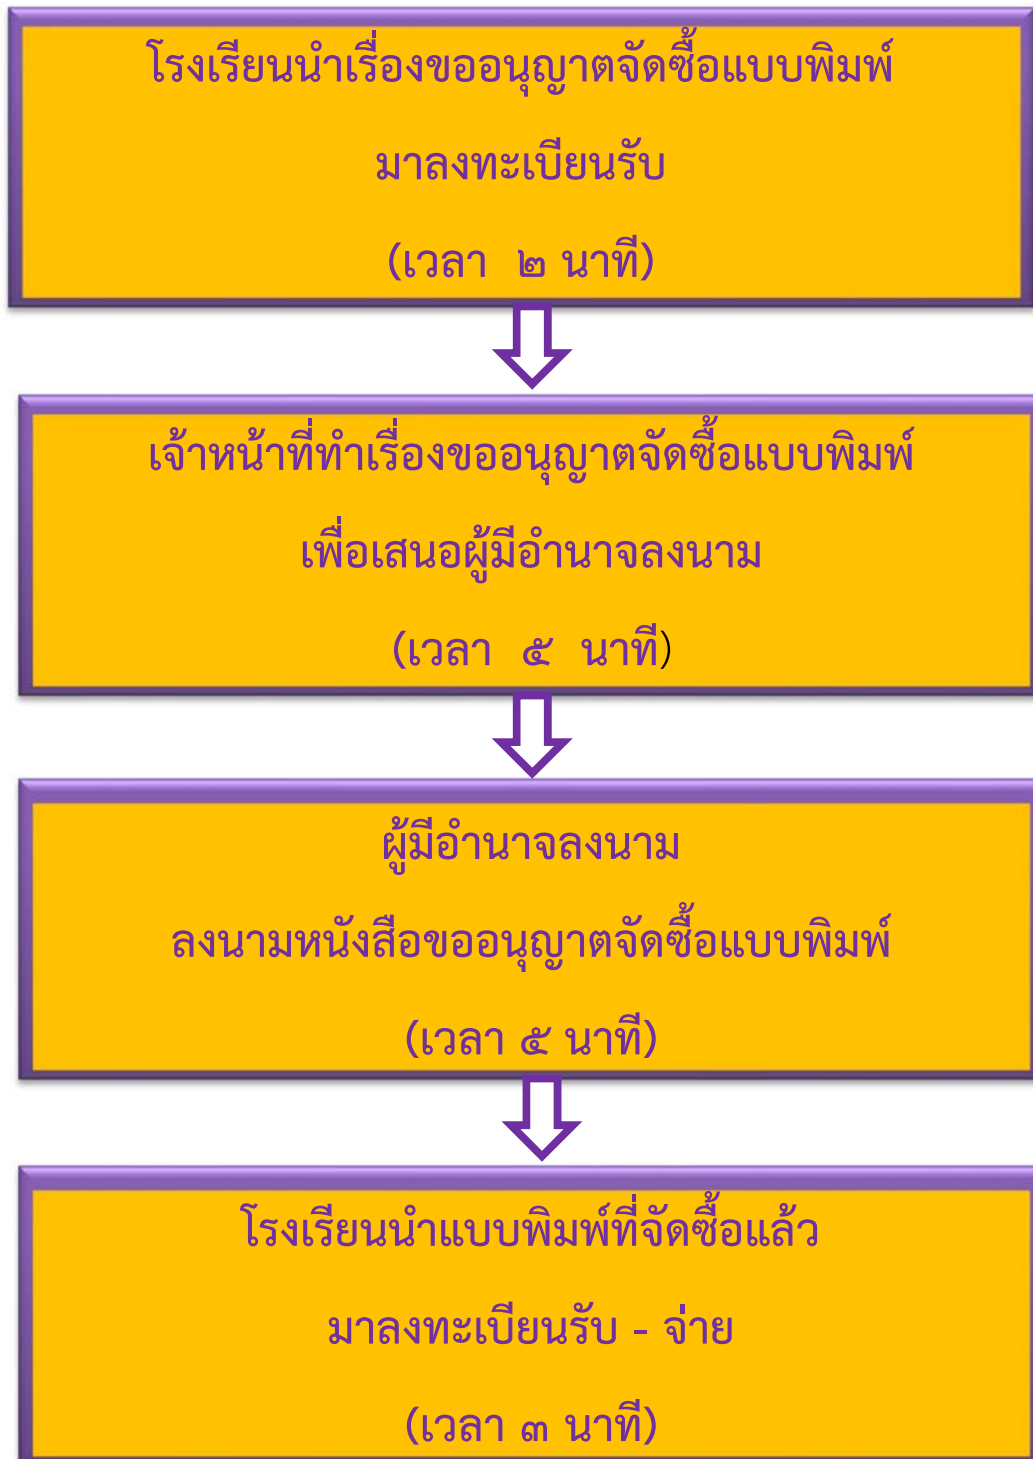 โรงเรียนนำเรื่องขออนุญาตจัดซื้อแบบพิมพ์
มาลงทะเบียนรับ
(เวลา ๒ นาที)
เจ้าหน้าที่ทำเรื่องขออนุญาตจัดซื้อแบบพิมพ์
เพื่อเสนอผู้มีอำนาจลงนาม
(เวลา ๕ นาที)
ผู้มีอำนาจลงนาม
ลงนามหนังสือขออนุญาตจัดซื้อแบบพิมพ์
(เวลา ๕ นาที)
โรงเรียนนำแบบพิมพ์ที่จัดซื้อแล้ว
มาลงทะเบียนรับ - จ่าย
(เวลา ๓ นาที)